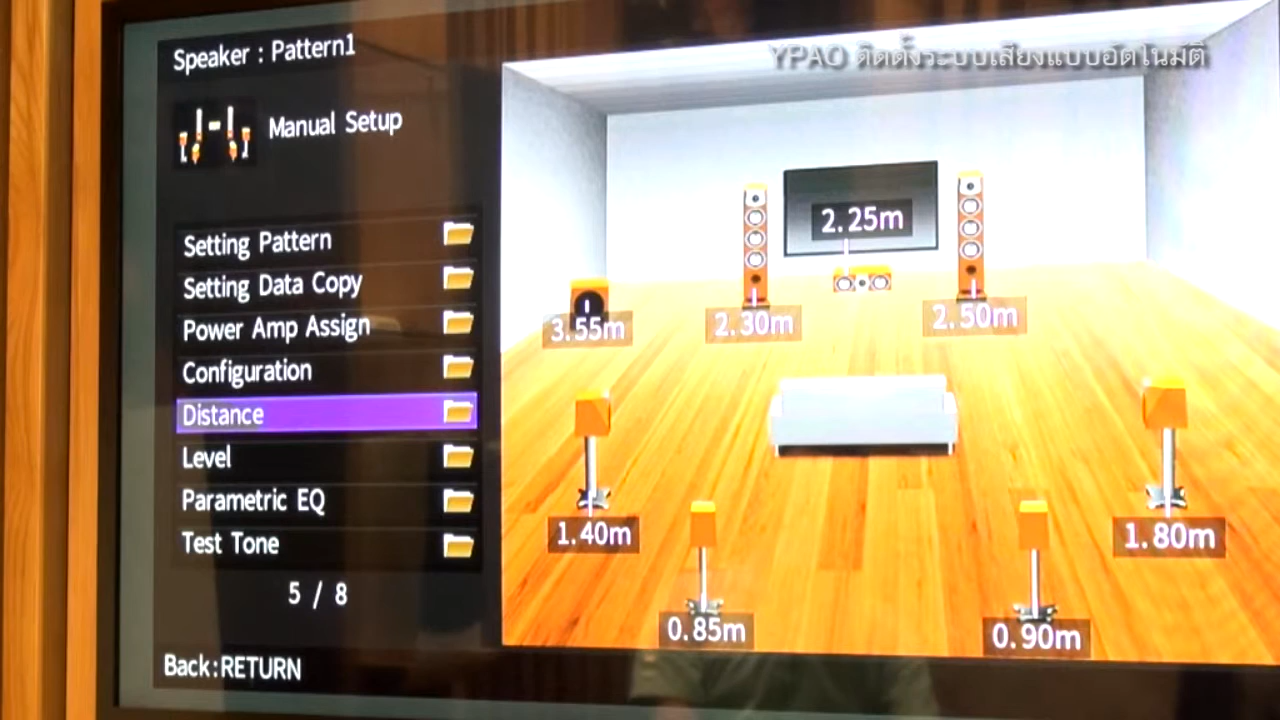 Speaker : Pattern1
YPAO ติดตั้งระบบเสียงแบบอัตโนมัติ
Manual Setup
Setting Pattern
Setting Data Copy
Power Amp Assign
Configuration
Distance
Level
Parametric EQ
Test Tone
5 / 8
Back:RETURN
2.25m
3.55m
2.30m
2.50m
1.40m
1.80m
0.85m
0.90m